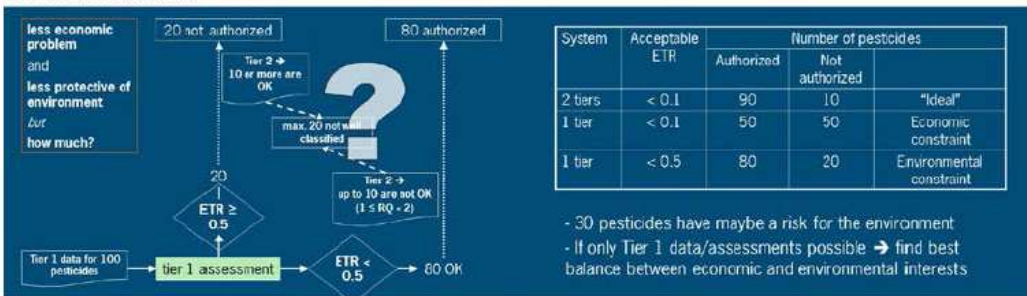 less economic
problem
and
less protective of
environment
but
how much?
20 not authorized
80 authorized
Tier 2 →
10 or more are
OK
?
max. 20 not well
classified
Tier 2 →
up to 10 are not OK
(1 ≤ RQ < 2)
20
ETR ≥
0.5
Tier 1 data for 100
pesticides
tier 1 assessment
ETR <
0.5
80 OK
System Acceptable ETR Number of pesticides
Authorized Not authorized
2 tiers < 0.1 90 10 "Ideal"
1 tier < 0.1 50 50 Economic constraint
1 tier < 0.5 80 20 Environmental constraint
- 30 pesticides have maybe a risk for the environment
- If only Tier 1 data/assessments possible → find best
balance between economic and environmental interests